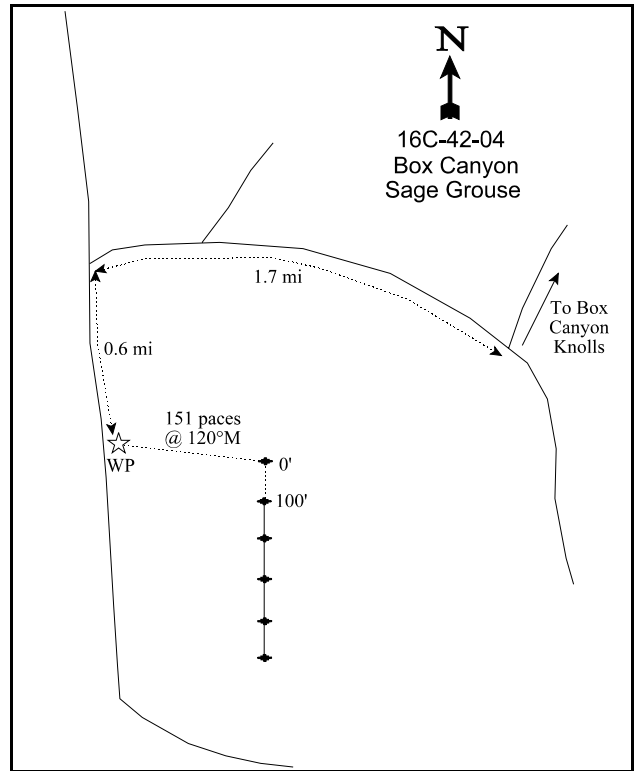 N
16C-42-04
Box Canyon
Sage Grouse
1.7 mi
To Box
Canyon
Knolls
0.6 mi
151 paces
@ 120°M
WP
0'
100'